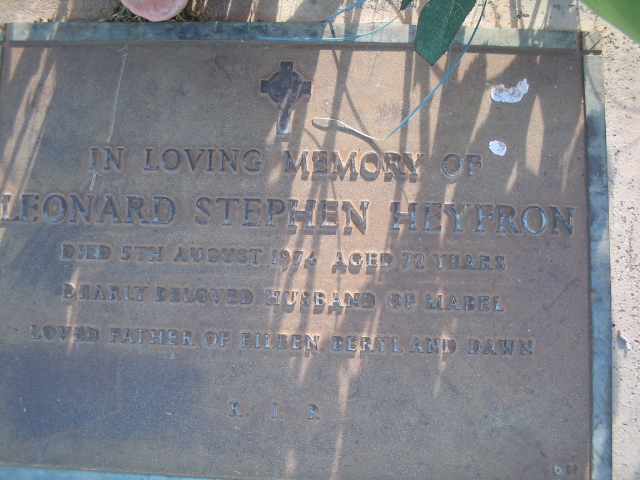 IN LOVING MEMORY OF
LEONARD STEPHEN HEYFRON
DIED 5TH AUGUST 1974 AGED 72 YEARS
DEARLY BELOVED HUSBAND OF MABEL
LOVED FATHER OF EILEEN, BERYL AND DAWN
R. I. P.